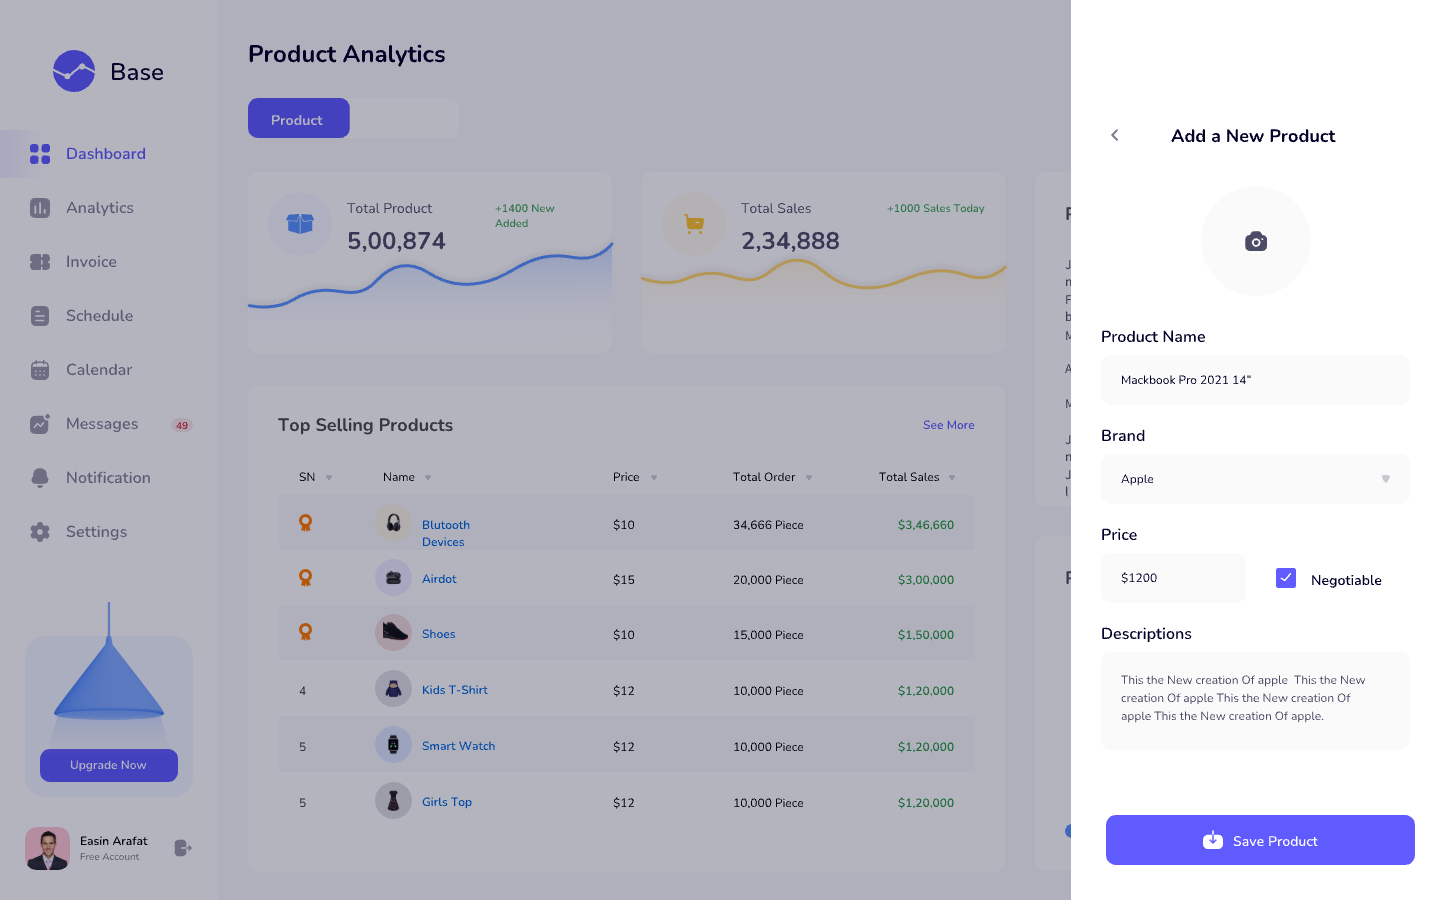 Base
Dashboard
Analytics
Invoice
Schedule
Calendar
Messages
49
Notification
Settings
Upgrade Now
Easin Arafat
Free Account
Product Analytics
Product
Total Product
5,00,874
+1400 New
Added
Total Sales
2,34,888
+1000 Sales Today
Top Selling Products
See More
SN Name Price Total Order Total Sales
Blutooth
Devices
$10 34,666 Piece $3,46,660
Airdot $15 20,000 Piece $3,00,000
Shoes $10 15,000 Piece $1,50,000
4 Kids T-Shirt $12 10,000 Piece $1,20,000
5 Smart Watch $12 10,000 Piece $1,20,000
5 Girls Top $12 10,000 Piece $1,20,000
Add a New Product
Product Name
Mackbook Pro 2021 14"
Brand
Apple
Price
$1200
Negotiable
Descriptions
This the New creation Of apple  This the New
creation Of apple This the New creation Of
apple This the New creation Of apple.
Save Product